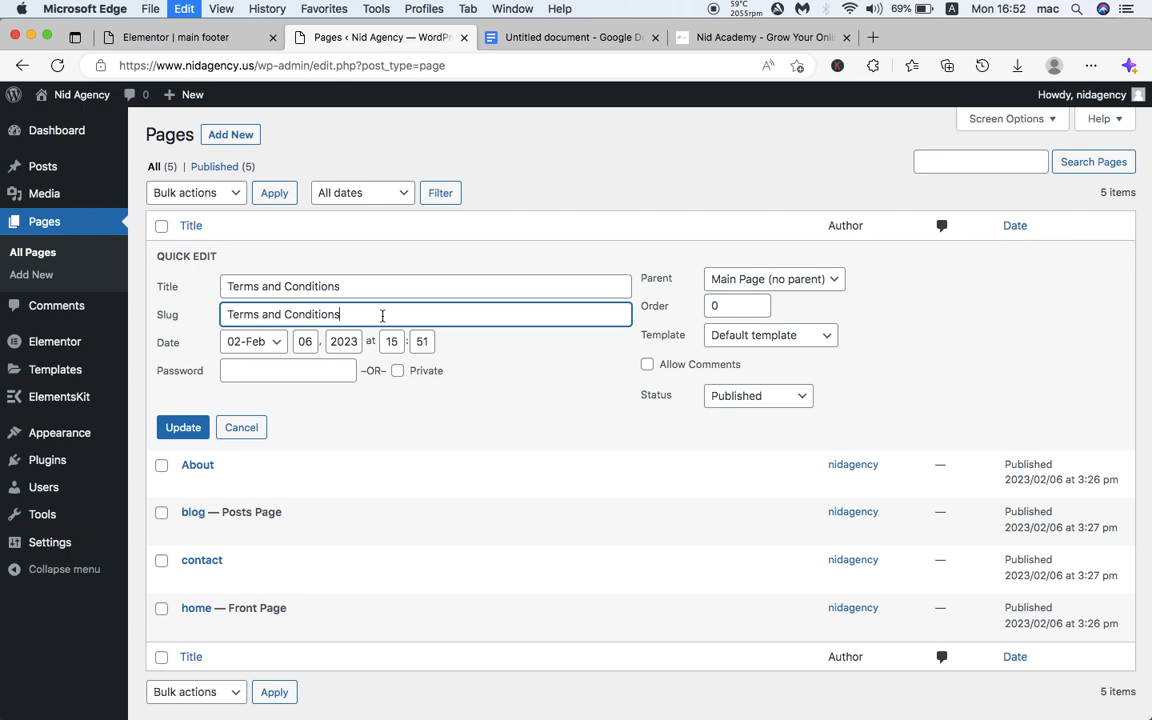 Microsoft Edge File Edit View History Favorites Tools Profiles Tab Window Help 59°C 2055rpm 69% A Mon 16:52 mac
Elementor | main footer
Pages ‹ Nid Agency — WordPr
Untitled document - Google D
Nid Academy - Grow Your Onli
https://www.nidagency.us/wp-admin/edit.php?post_type=page
Nid Agency 0 New Howdy, nidagency
Screen Options Help
Dashboard
Posts
Media
Pages
All Pages
Add New
Comments
Elementor
Templates
ElementsKit
Appearance
Plugins
Users
Tools
Settings
Collapse menu
Pages Add New
All (5) | Published (5)
Search Pages
Bulk actions Apply All dates Filter 5 items
Title Author Date
QUICK EDIT
Title Terms and Conditions
Slug Terms and Conditions
Date 02-Feb 06 , 2023 at 15 : 51
Password –OR– Private
Parent Main Page (no parent)
Order 0
Template Default template
Allow Comments
Status Published
Update Cancel
About nidagency — Published
2023/02/06 at 3:26 pm
blog — Posts Page nidagency — Published
2023/02/06 at 3:27 pm
contact nidagency — Published
2023/02/06 at 3:27 pm
home — Front Page nidagency — Published
2023/02/06 at 3:26 pm
Title Author Date
Bulk actions Apply 5 items